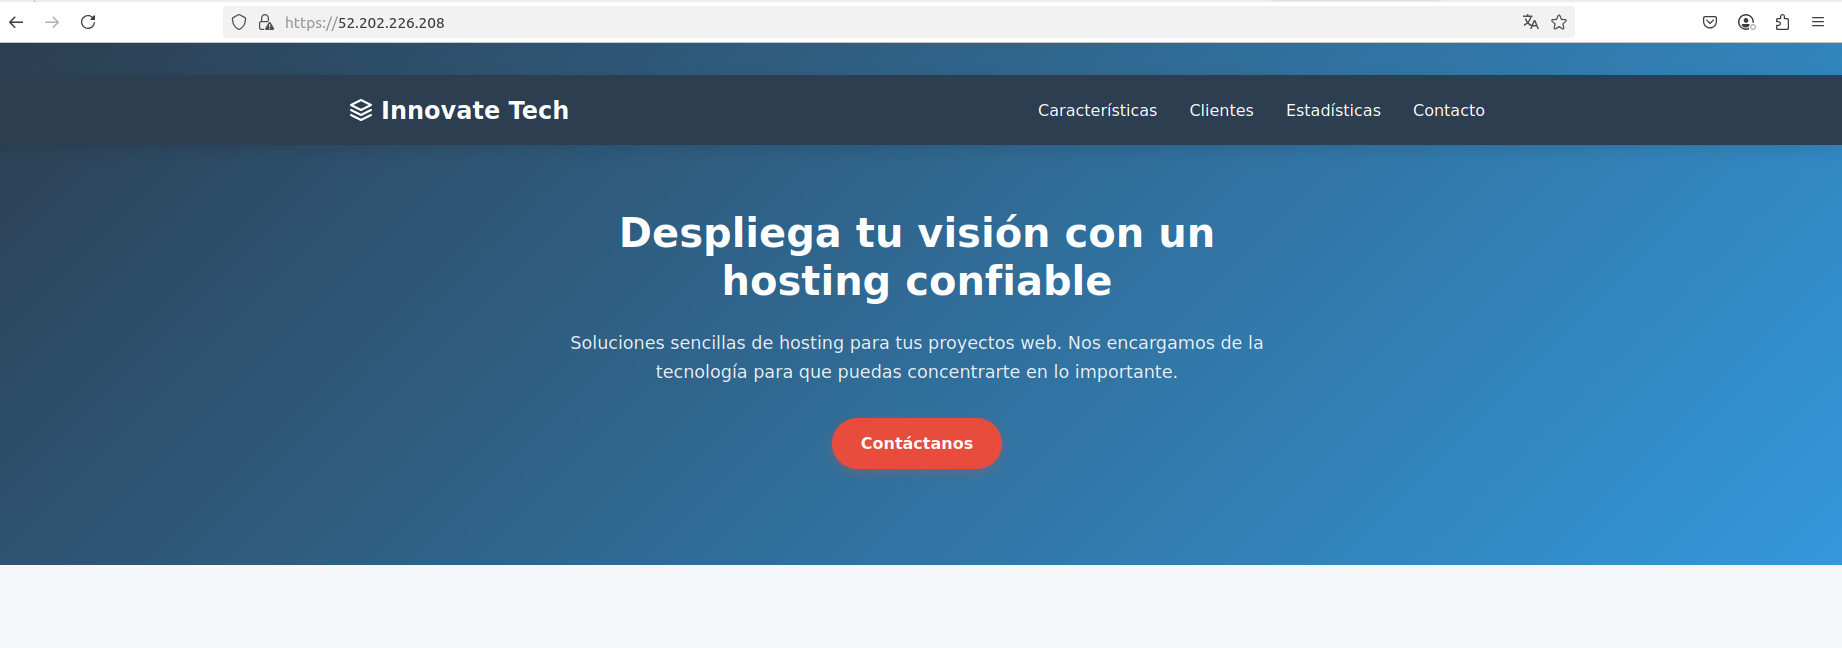 https://52.202.226.208
Innovate Tech
Características Clientes Estadísticas Contacto
Despliega tu visión con un
hosting confiable
Soluciones sencillas de hosting para tus proyectos web. Nos encargamos de la
tecnología para que puedas concentrarte en lo importante.
Contáctanos